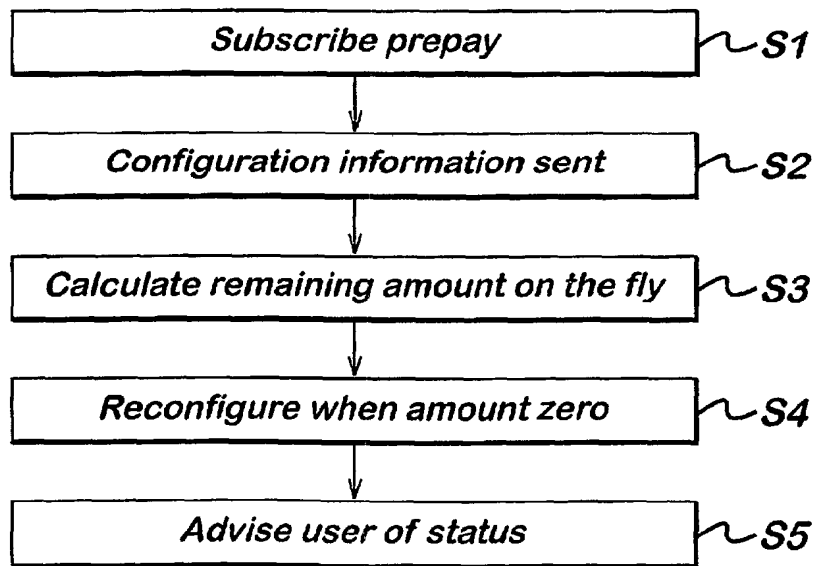 Subscribe prepay S1
Configuration information sent S2
Calculate remaining amount on the fly S3
Reconfigure when amount zero S4
Advise user of status S5